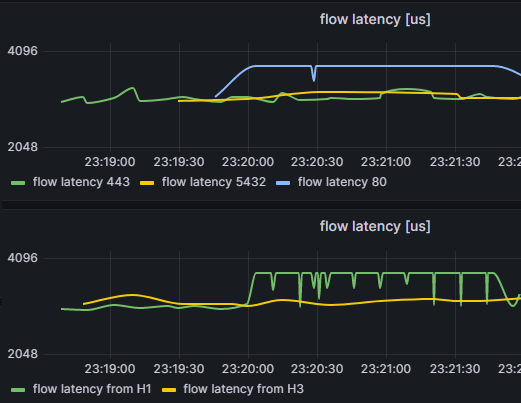 flow latency [us]
4096
2048
23:19:00 23:19:30 23:20:00 23:20:30 23:21:00 23:21:30 23:2
flow latency 443 flow latency 5432 flow latency 80
flow latency [us]
4096
2048
23:19:00 23:19:30 23:20:00 23:20:30 23:21:00 23:21:30 23:2
flow latency from H1 flow latency from H3